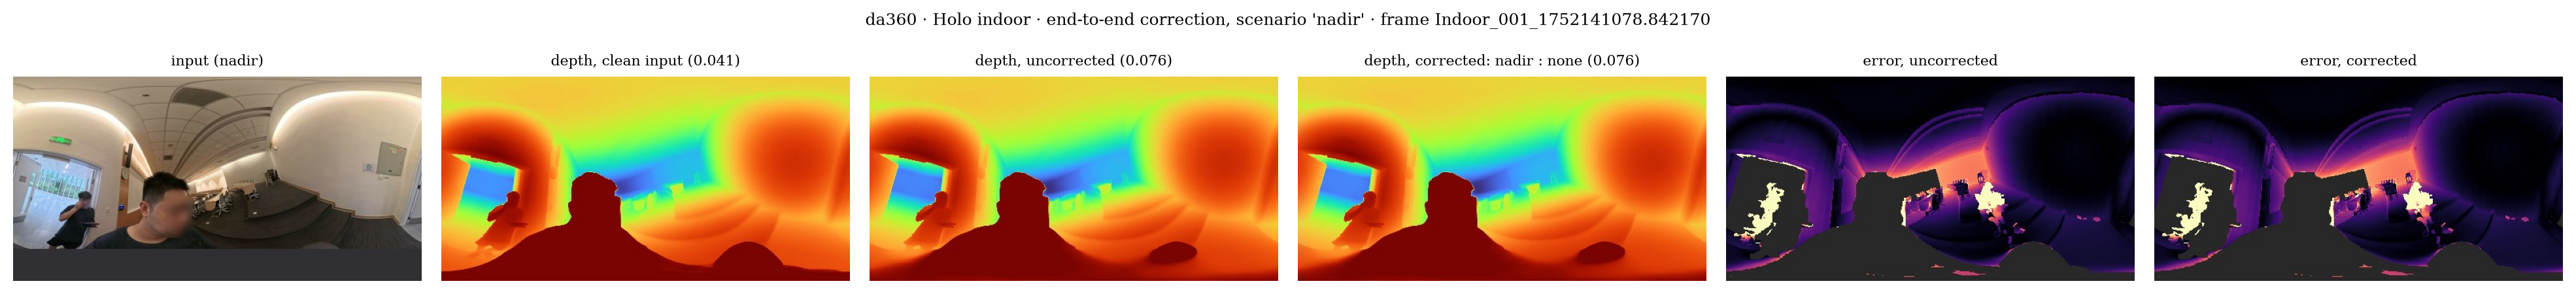 da360 · Holo indoor · end-to-end correction, scenario 'nadir' · frame Indoor_001_1752141078.842170
input (nadir)
depth, clean input (0.041)
depth, uncorrected (0.076)
depth, corrected: nadir : none (0.076)
error, uncorrected
error, corrected